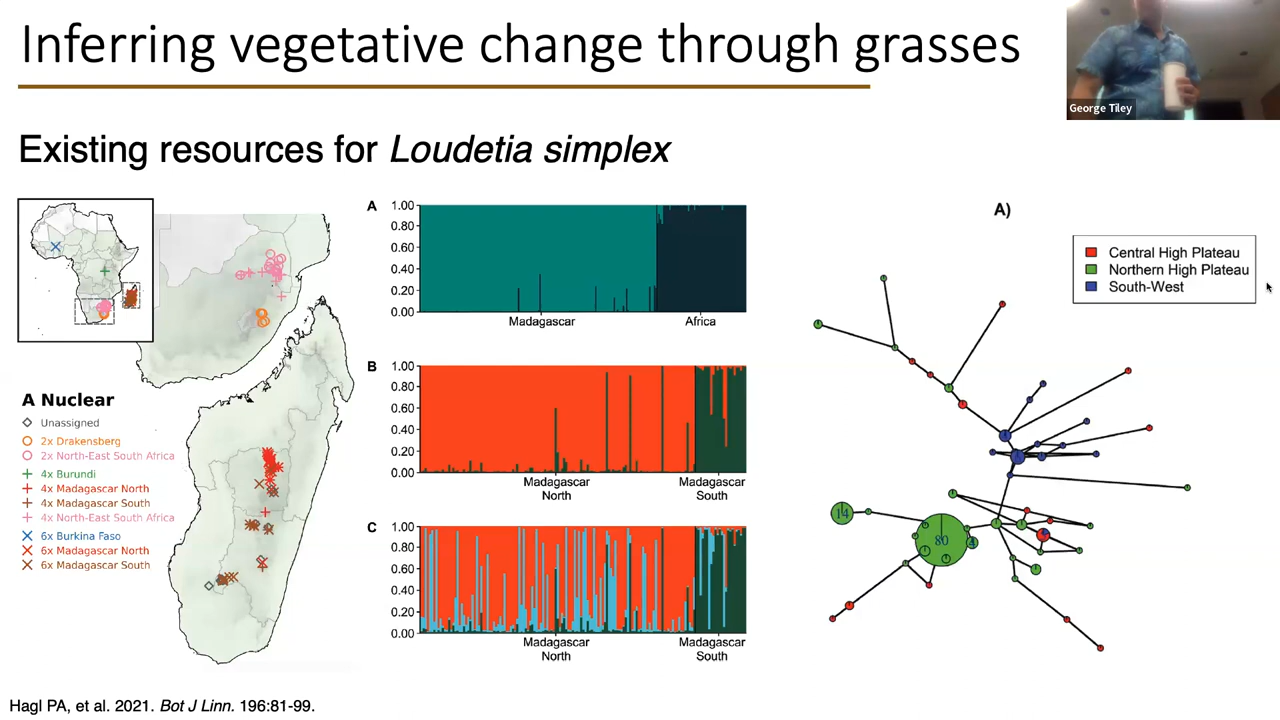 Inferring vegetative change through grasses
George Tiley
Existing resources for Loudetia simplex
A Nuclear
Unassigned
2x Drakensberg
2x North-East South Africa
4x Burundi
4x Madagascar North
4x Madagascar South
4x North-East South Africa
6x Burkina Faso
6x Madagascar North
6x Madagascar South
A
1.00
0.80
0.60
0.40
0.20
0.00
Madagascar
Africa
B
1.00
0.80
0.60
0.40
0.20
0.00
Madagascar
North
Madagascar
South
C
1.00
0.80
0.60
0.40
0.20
0.00
Madagascar
North
Madagascar
South
A)
Central High Plateau
Northern High Plateau
South-West
14
80
4
Hagl PA, et al. 2021. Bot J Linn. 196:81-99.